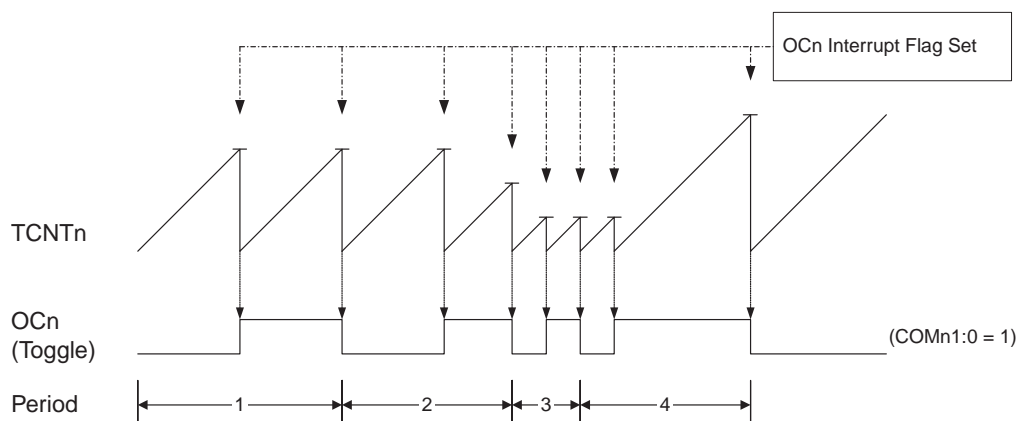 OCn Interrupt Flag Set
TCNTn
OCn
(Toggle)
(COMn1:0 = 1)
Period
1
2
3
4